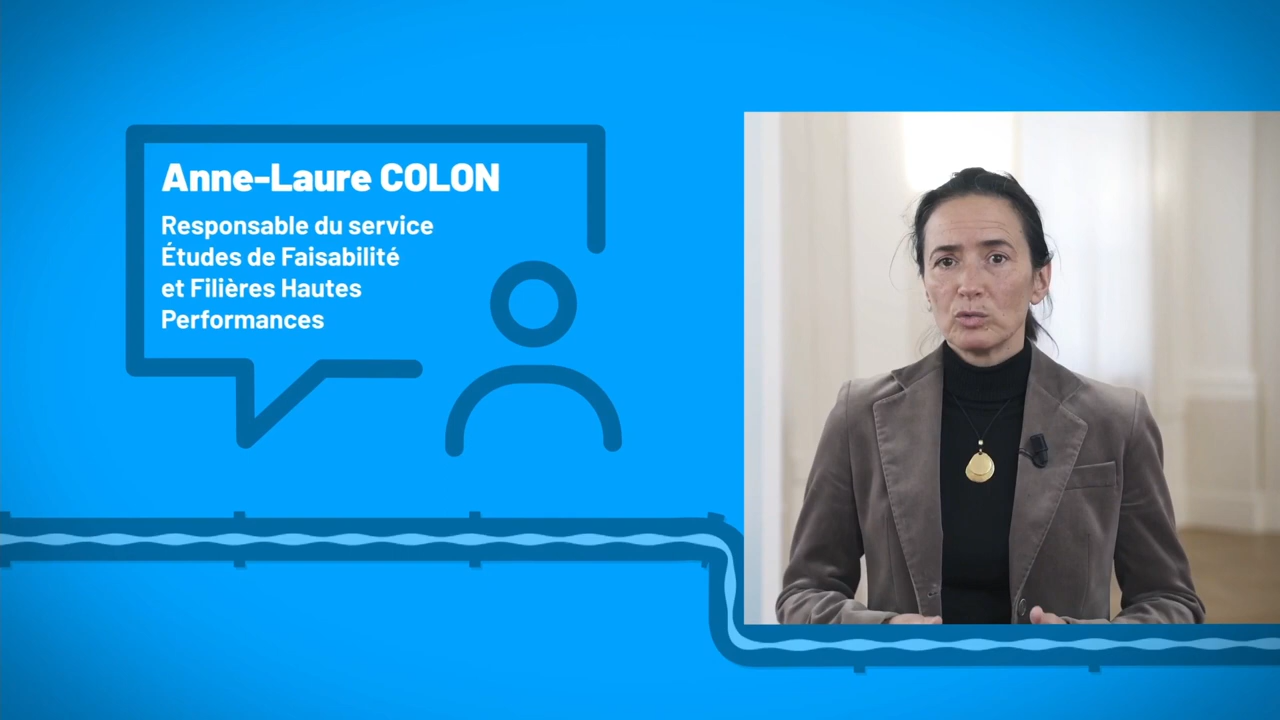 Anne-Laure COLON
Responsable du service
Études de Faisabilité
et Filières Hautes
Performances